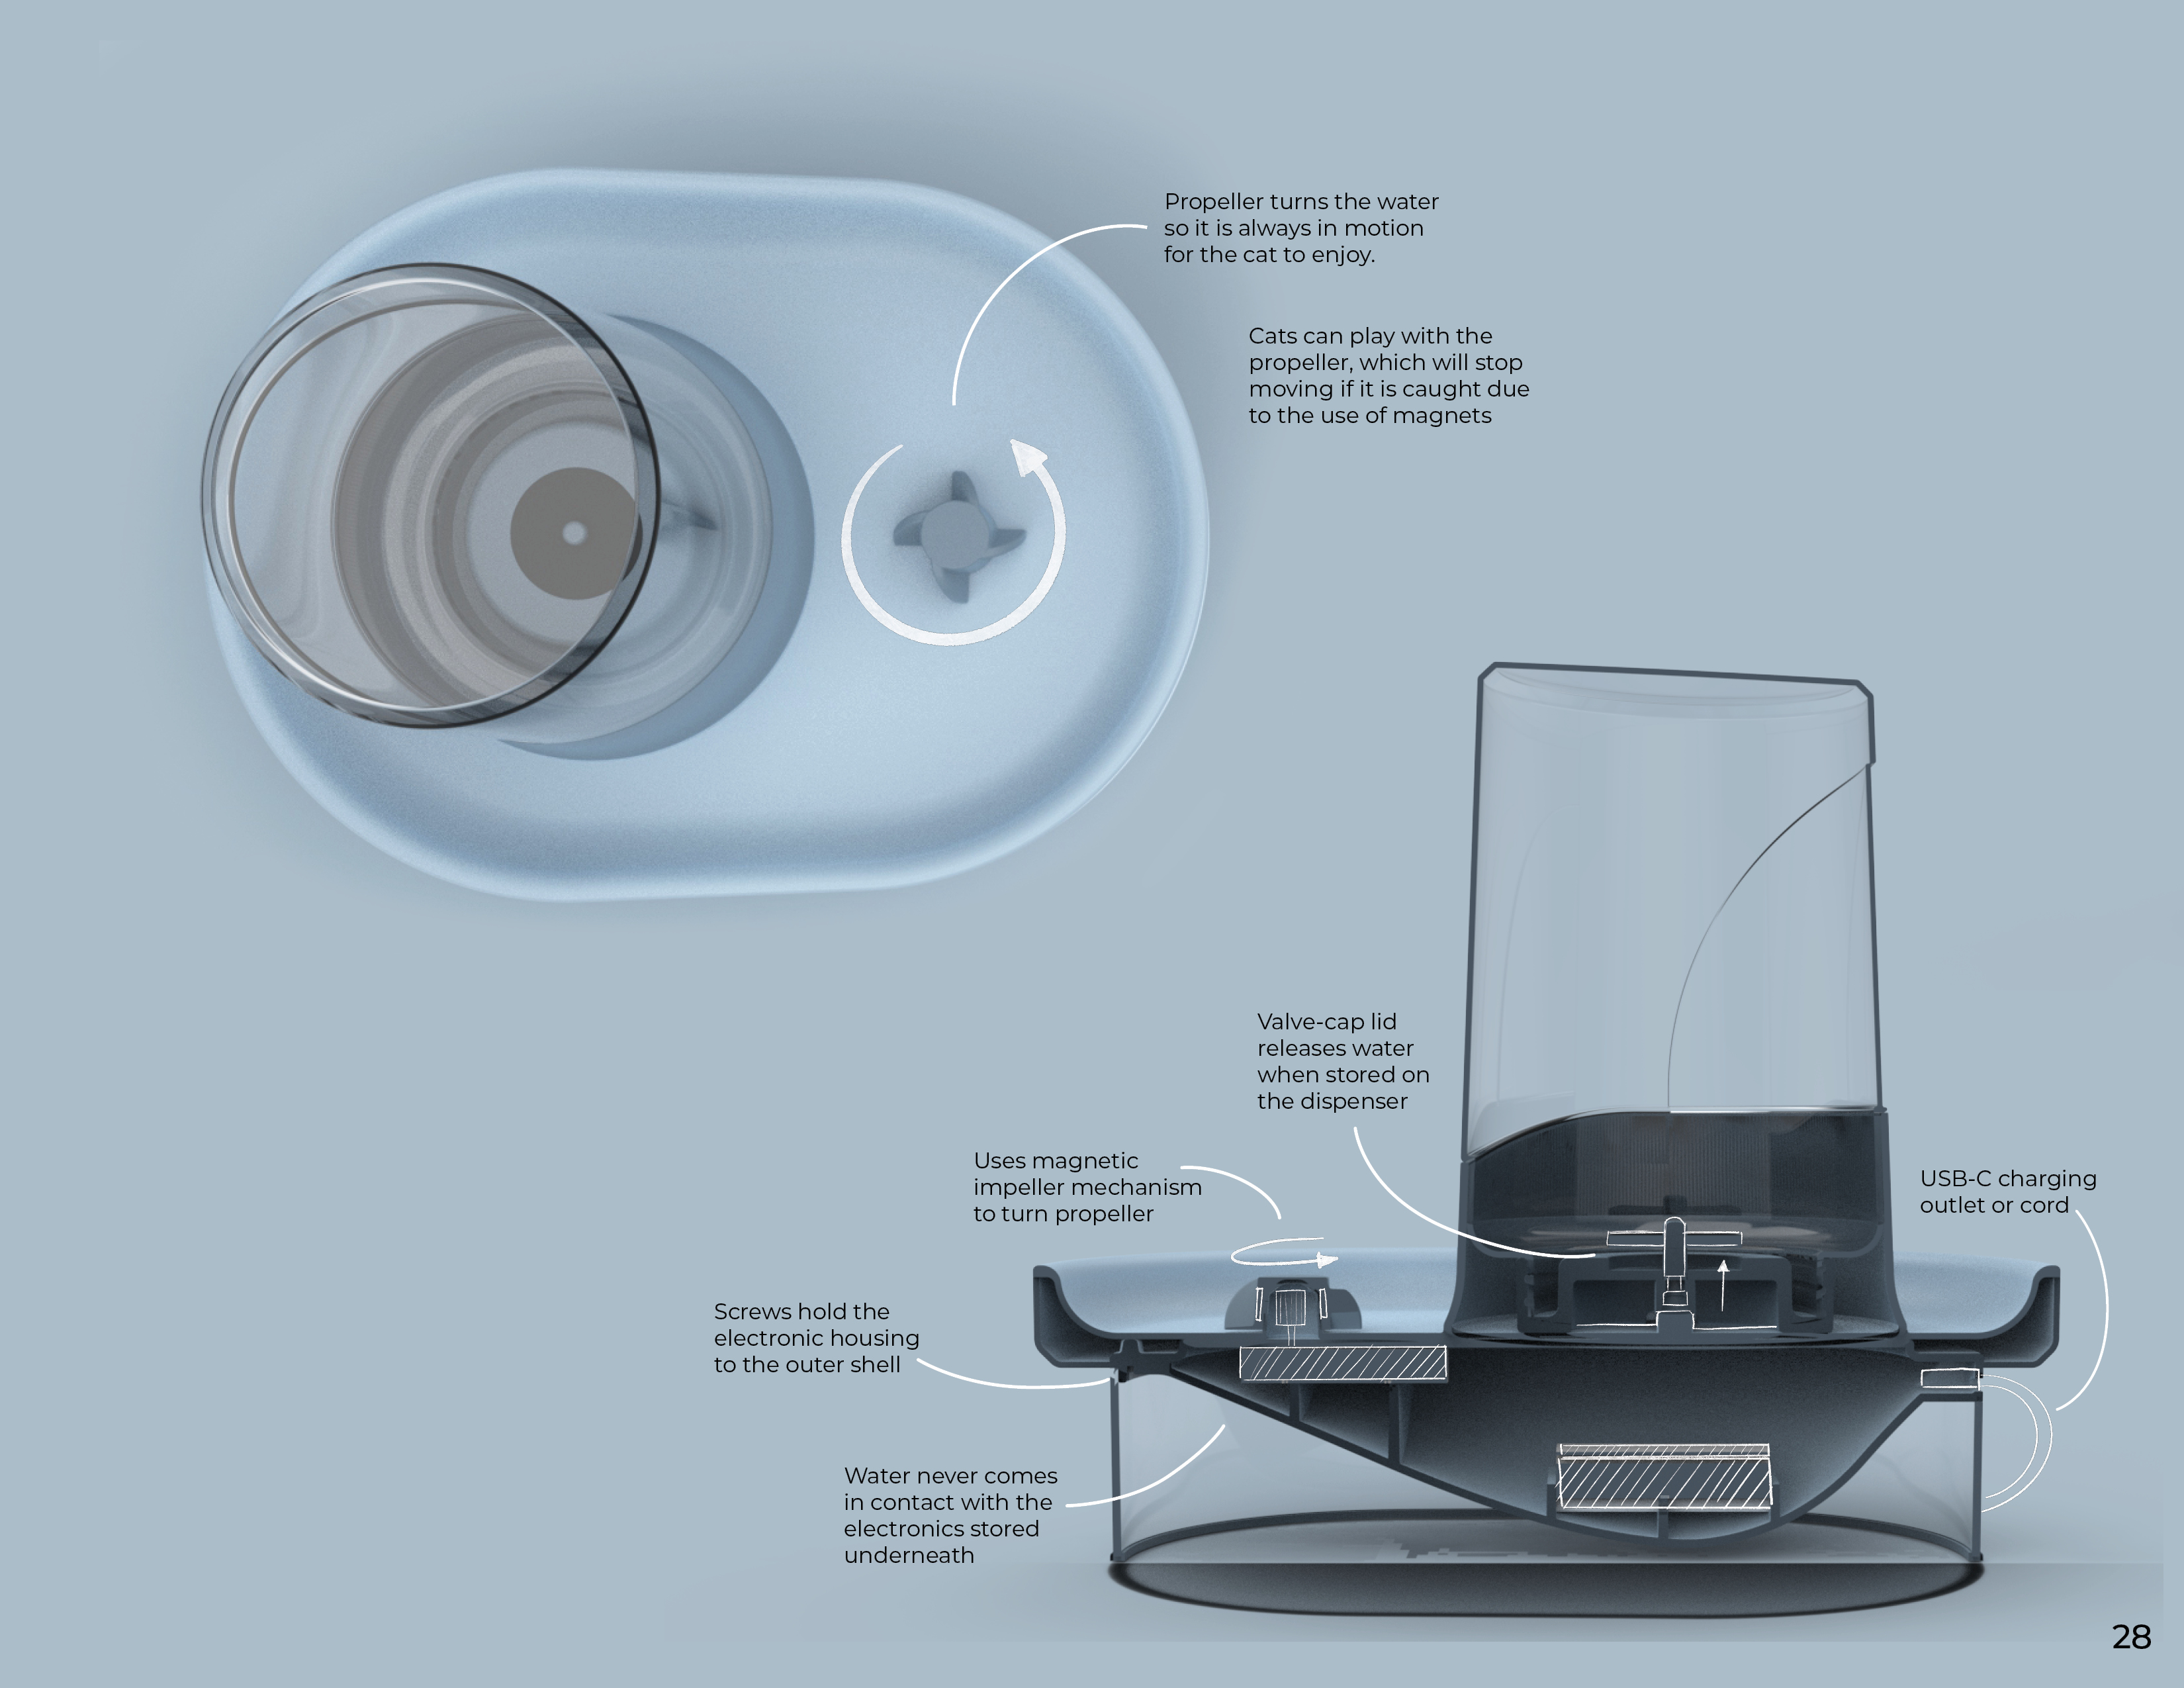 Propeller turns the water
so it is always in motion
for the cat to enjoy.
Cats can play with the
propeller, which will stop
moving if it is caught due
to the use of magnets
Valve-cap lid
releases water
when stored on
the dispenser
Uses magnetic
impeller mechanism
to turn propeller
USB-C charging
outlet or cord
Screws hold the
electronic housing
to the outer shell
Water never comes
in contact with the
electronics stored
underneath
28